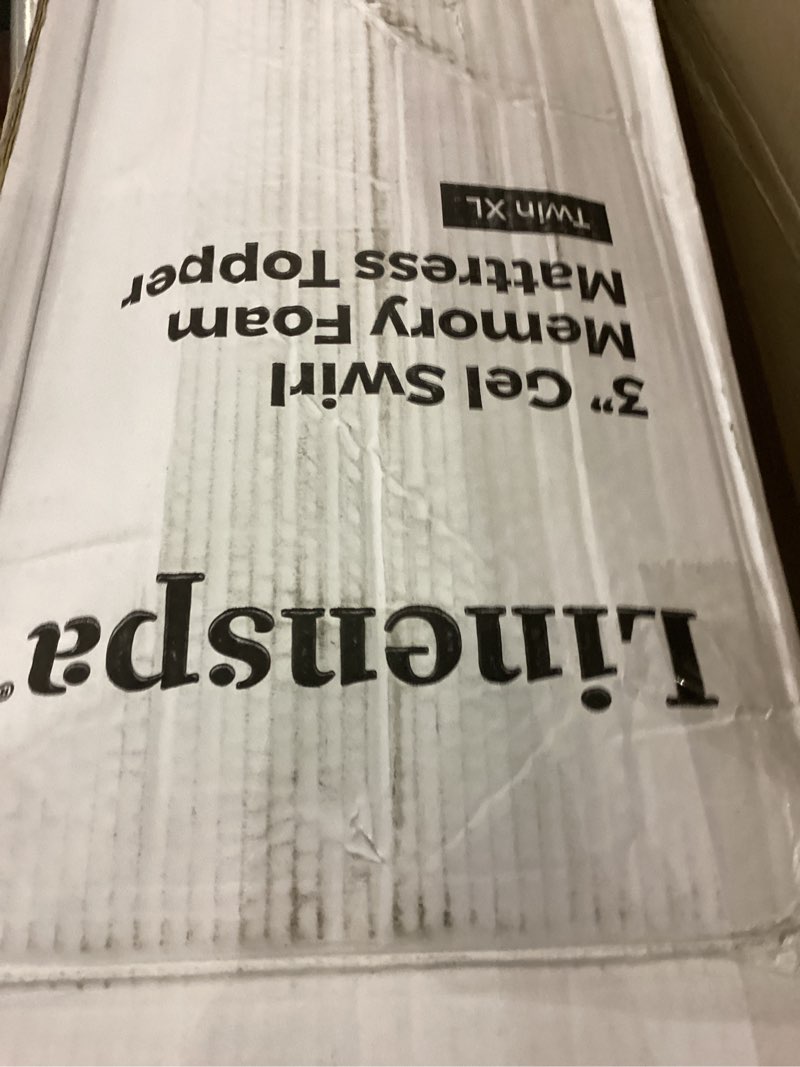 Linenspa®
3" Gel Swirl
Memory Foam
Mattress Topper
Twin XL